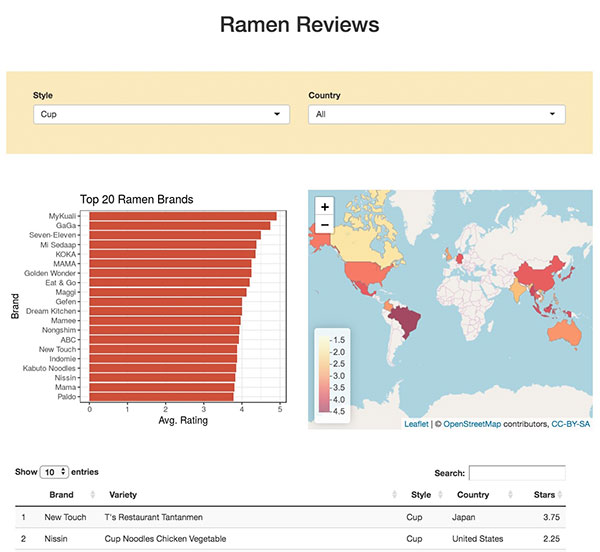 Ramen Reviews
Style Country
Cup All
Top 20 Ramen Brands
MyKuali
GaGa
Seven-Eleven
Mi Sedaap
KOKA
MAMA
Golden Wonder
Eat & Go
Maggi
Gefen
Dream Kitchen
Mamee
Nongshim
ABC
New Touch
Indomie
Kabuto Noodles
Nissin
Mama
Paldo
Brand
0 1 2 3 4 5
Avg. Rating
+
−
1.5
2.0
2.5
3.0
3.5
4.0
4.5
Leaflet | © OpenStreetMap contributors, CC-BY-SA
Show 10 entries Search:
Brand Variety Style Country Stars
1 New Touch T's Restaurant Tantanmen Cup Japan 3.75
2 Nissin Cup Noodles Chicken Vegetable Cup United States 2.25